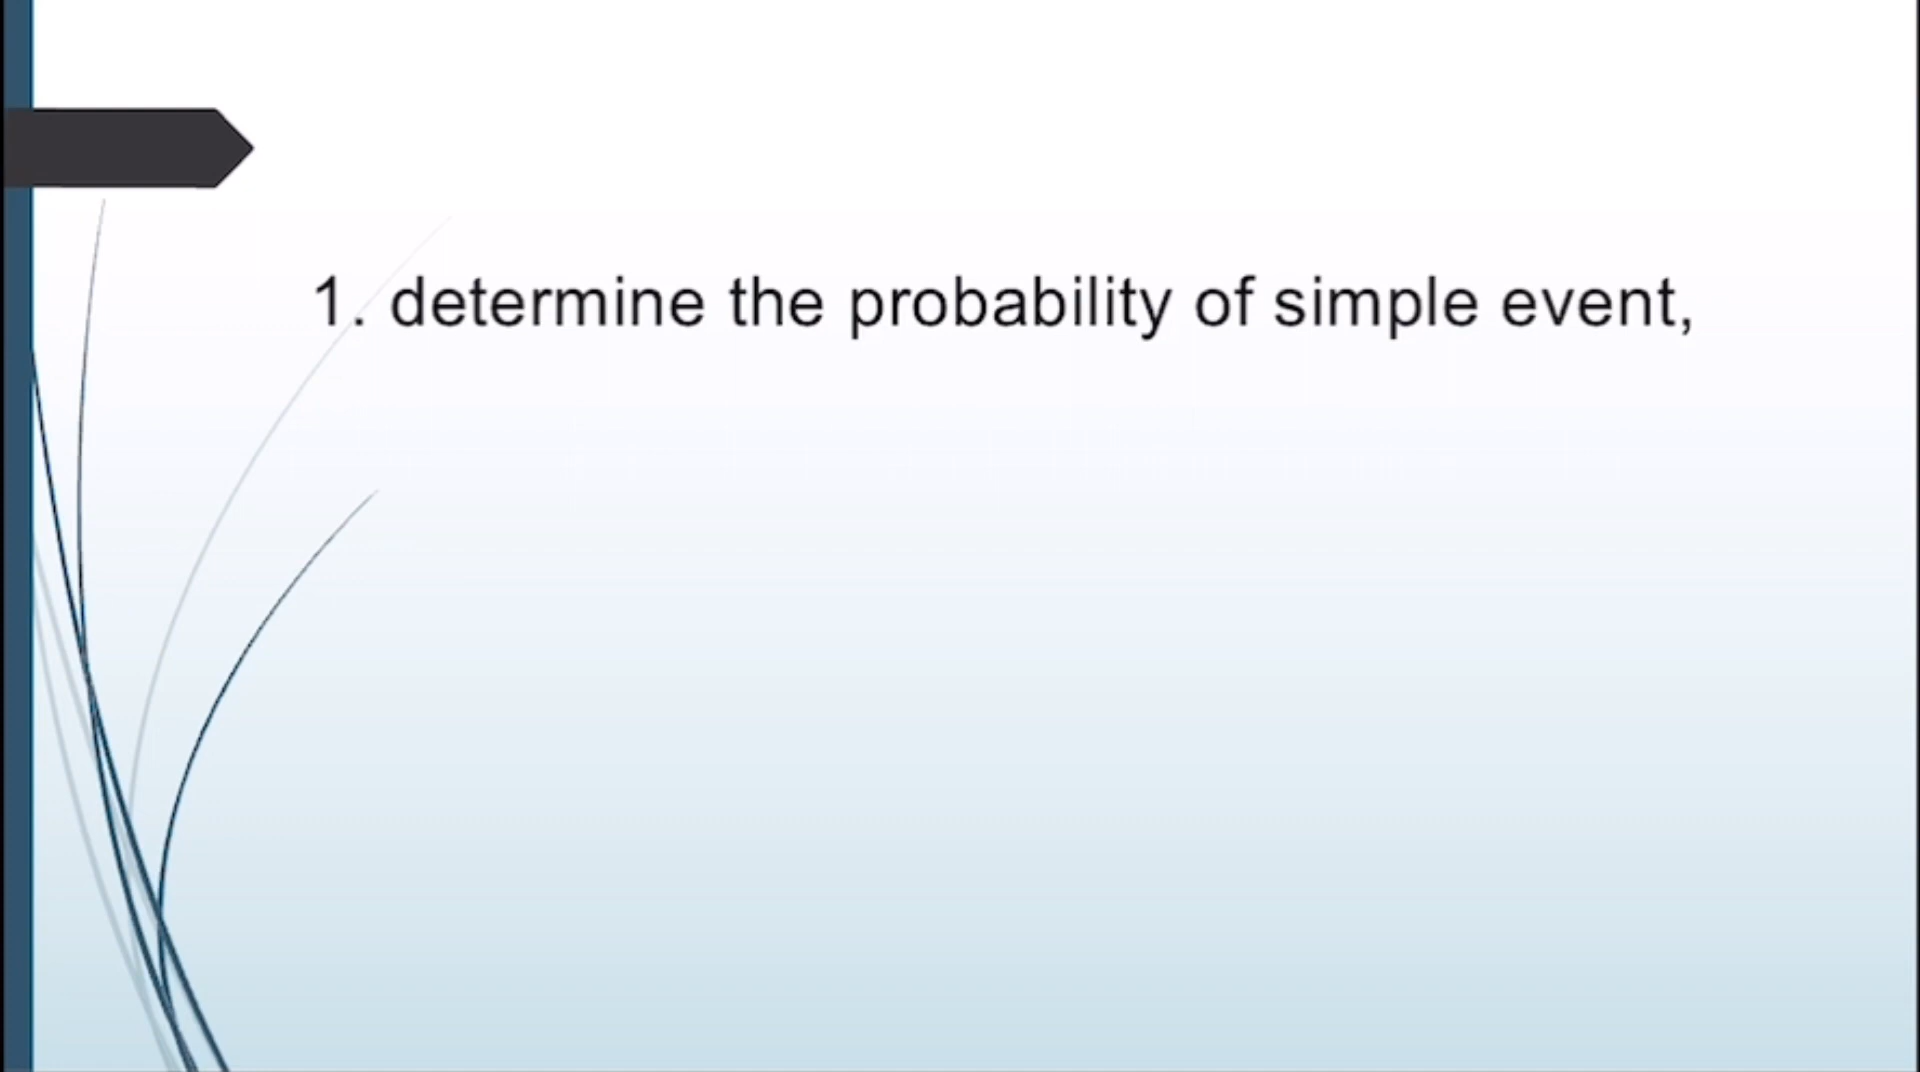 1. determine the probability of simple event,